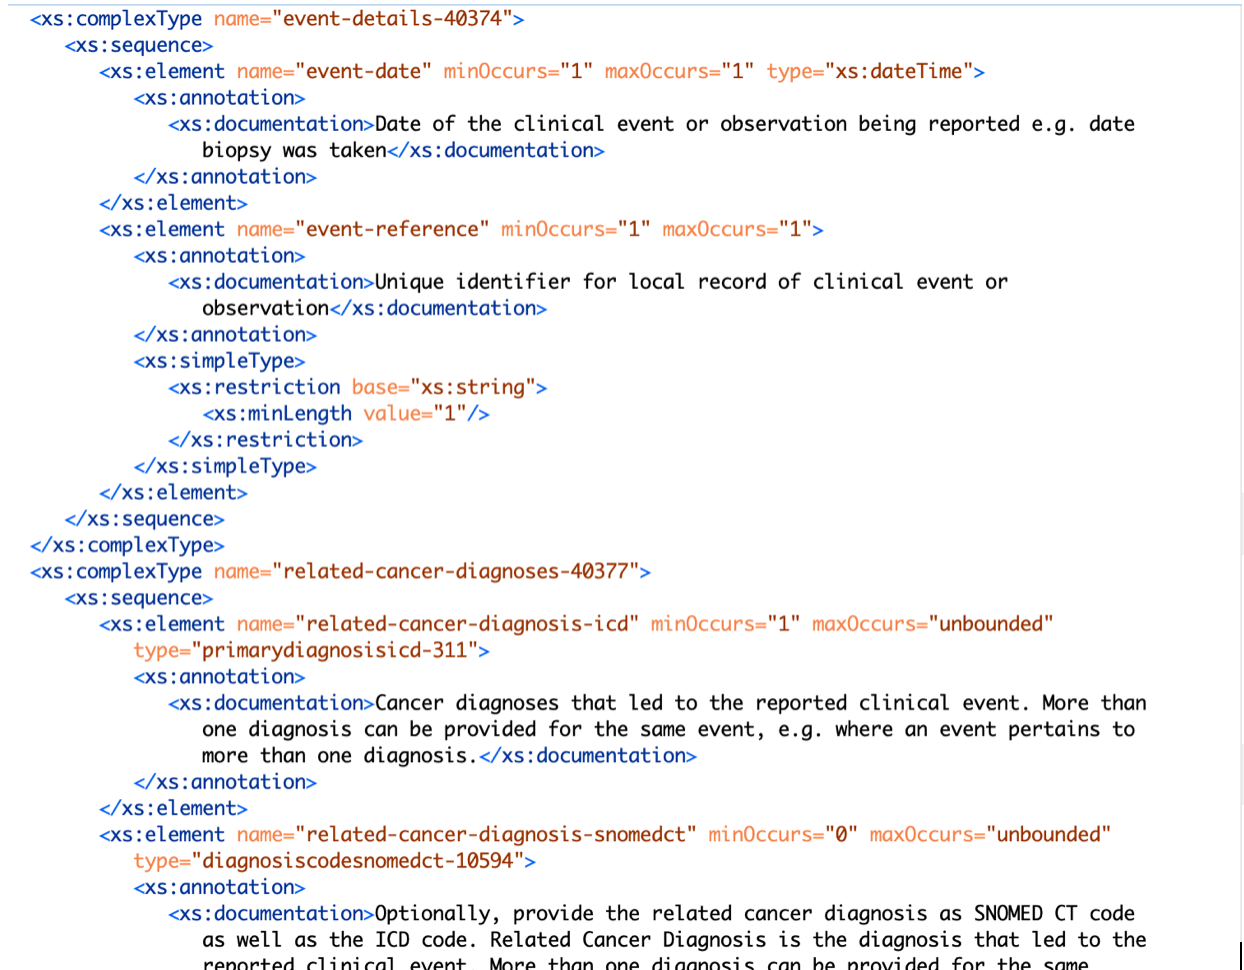 <xs:complexType name="event-details-40374">
<xs:sequence>
<xs:element name="event-date" minOccurs="1" maxOccurs="1" type="xs:dateTime">
<xs:annotation>
<xs:documentation>Date of the clinical event or observation being reported e.g. date
biopsy was taken</xs:documentation>
</xs:annotation>
</xs:element>
<xs:element name="event-reference" minOccurs="1" maxOccurs="1">
<xs:annotation>
<xs:documentation>Unique identifier for local record of clinical event or
observation</xs:documentation>
</xs:annotation>
<xs:simpleType>
<xs:restriction base="xs:string">
<xs:minLength value="1"/>
</xs:restriction>
</xs:simpleType>
</xs:element>
</xs:sequence>
</xs:complexType>
<xs:complexType name="related-cancer-diagnoses-40377">
<xs:sequence>
<xs:element name="related-cancer-diagnosis-icd" minOccurs="1" maxOccurs="unbounded"
type="primarydiagnosisicd-311">
<xs:annotation>
<xs:documentation>Cancer diagnoses that led to the reported clinical event. More than
one diagnosis can be provided for the same event, e.g. where an event pertains to
more than one diagnosis.</xs:documentation>
</xs:annotation>
</xs:element>
<xs:element name="related-cancer-diagnosis-snomedct" minOccurs="0" maxOccurs="unbounded"
type="diagnosiscodesnomedct-10594">
<xs:annotation>
<xs:documentation>Optionally, provide the related cancer diagnosis as SNOMED CT code
as well as the ICD code. Related Cancer Diagnosis is the diagnosis that led to the
reported clinical event. More than one diagnosis can be provided for the same